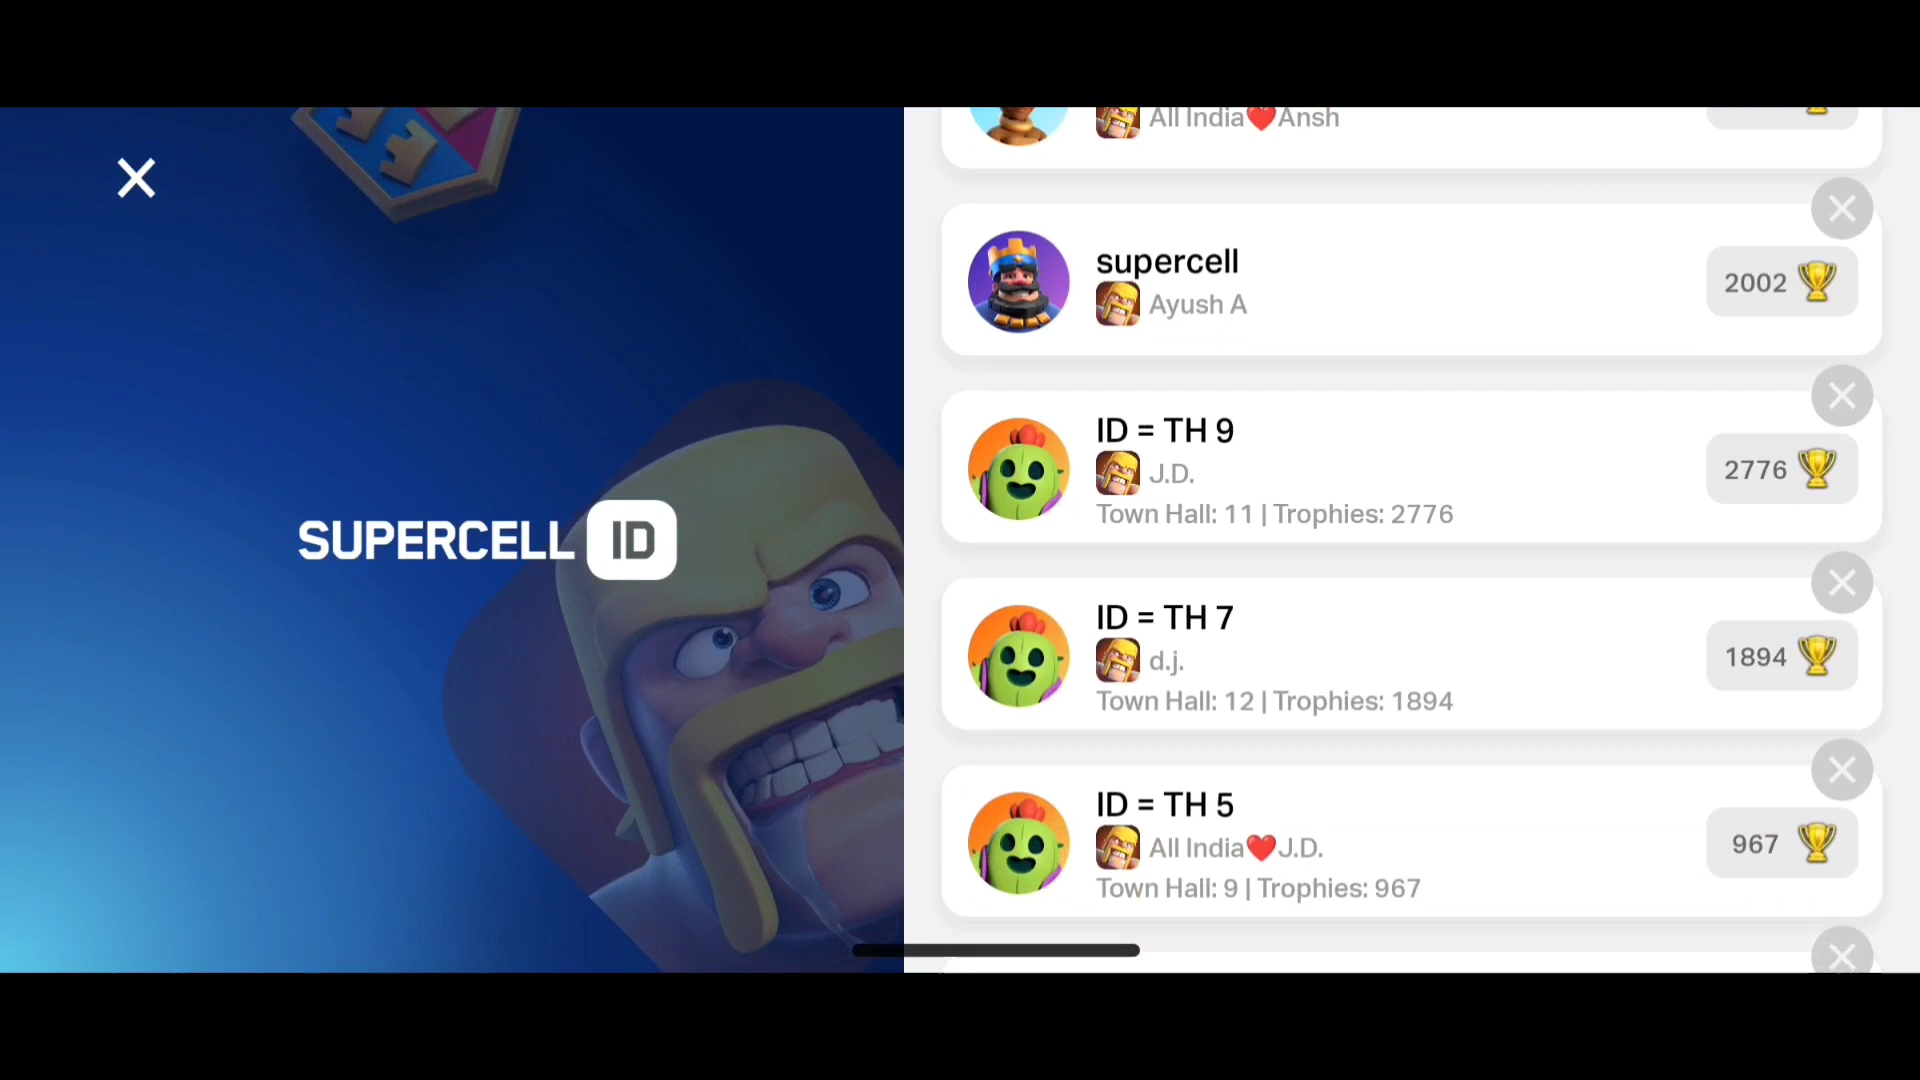 SUPERCELL ID
All India❤️Ansh
supercell
Ayush A
2002
ID = TH 9
J.D.
Town Hall: 11 | Trophies: 2776
2776
ID = TH 7
d.j.
Town Hall: 12 | Trophies: 1894
1894
ID = TH 5
All India❤️J.D.
Town Hall: 9 | Trophies: 967
967